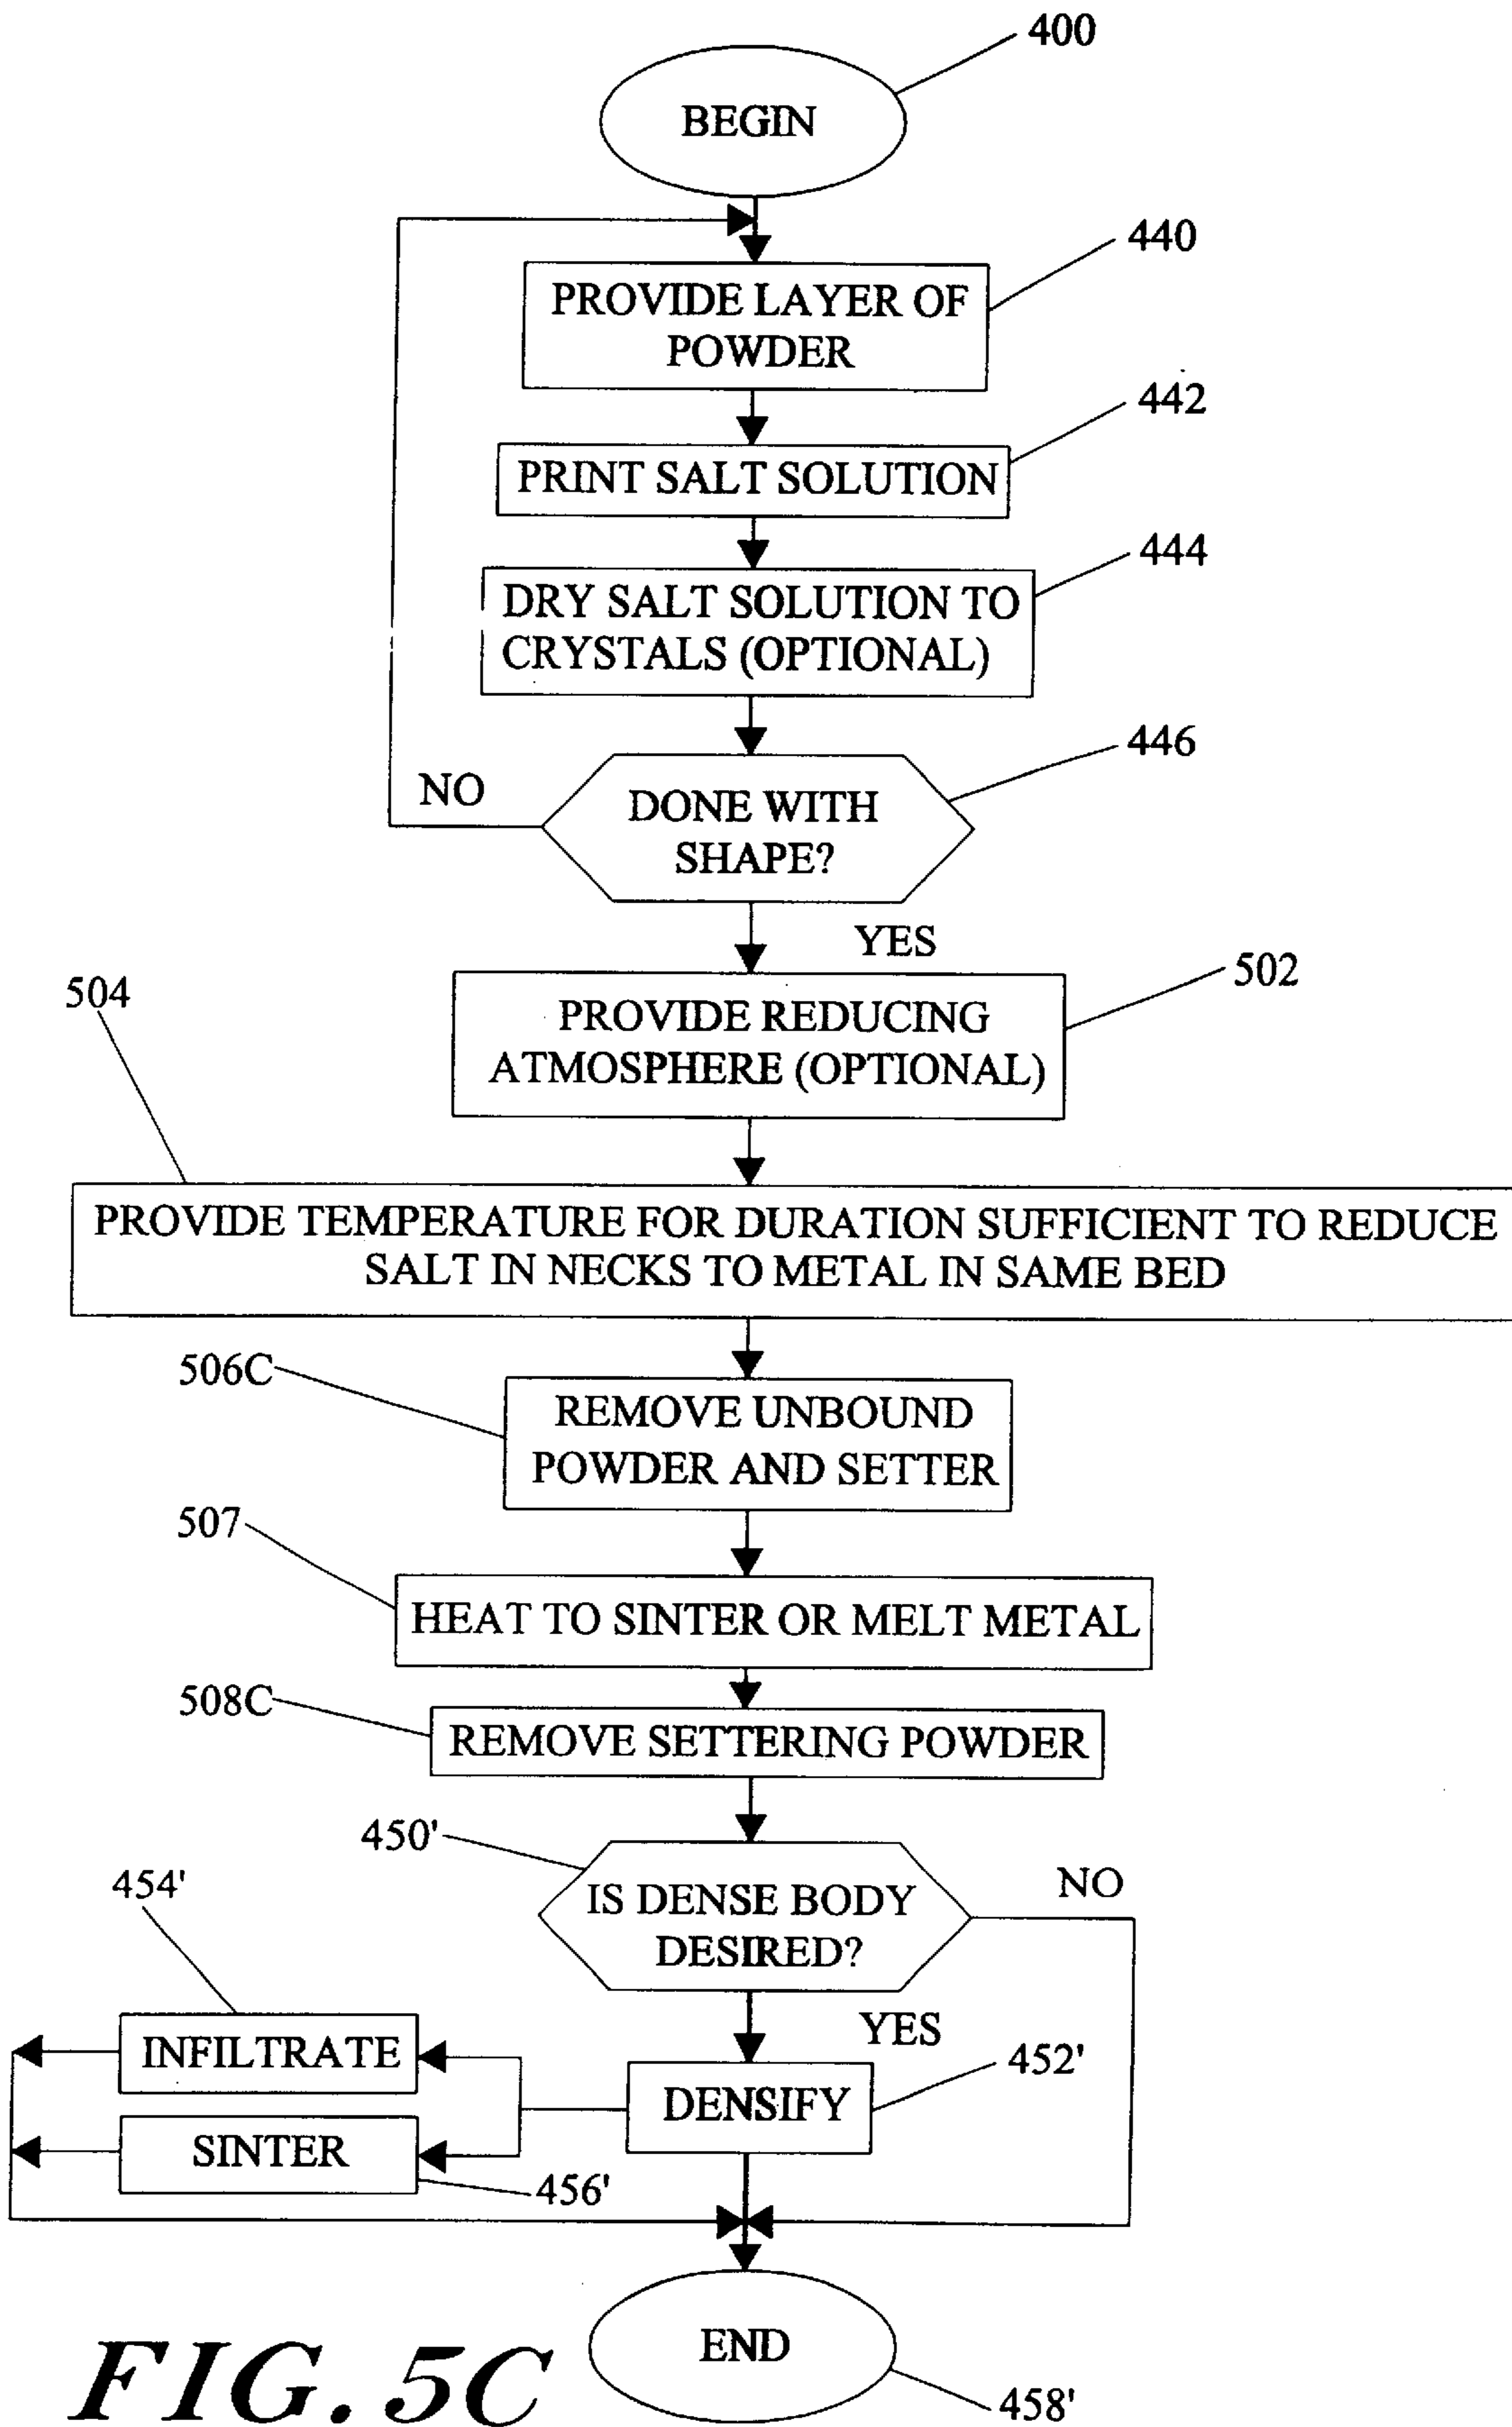 400
BEGIN
440
PROVIDE LAYER OF
POWDER
442
PRINT SALT SOLUTION
444
DRY SALT SOLUTION TO
CRYSTALS (OPTIONAL)
446
NO
DONE WITH
SHAPE?
YES
502
504
PROVIDE REDUCING
ATMOSPHERE (OPTIONAL)
PROVIDE TEMPERATURE FOR DURATION SUFFICIENT TO REDUCE
SALT IN NECKS TO METAL IN SAME BED
506C
REMOVE UNBOUND
POWDER AND SETTER
507
HEAT TO SINTER OR MELT METAL
508C
REMOVE SETTERING POWDER
450'
IS DENSE BODY
DESIRED?
NO
454'
YES
INFILTRATE
452'
DENSIFY
SINTER
456'
END
458'
FIG. 5C